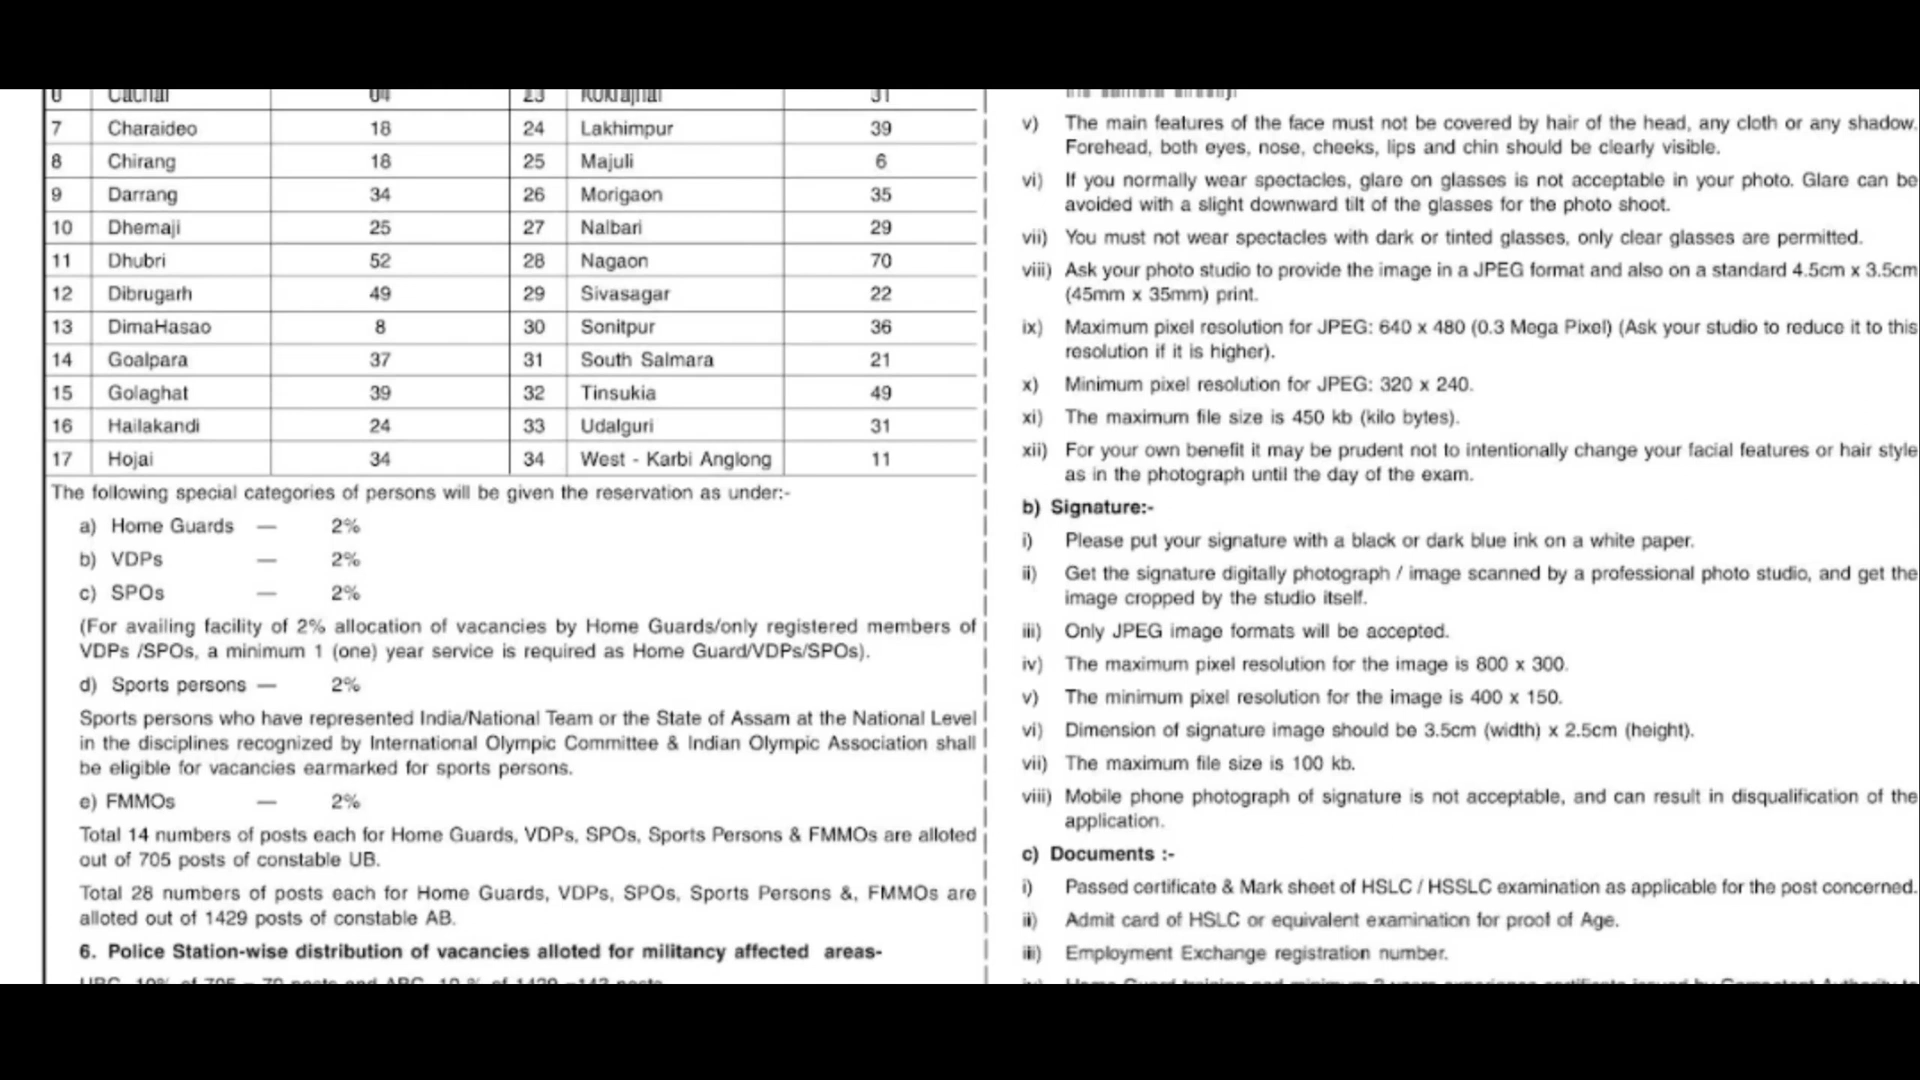 7 Charaideo 18 24 Lakhimpur 39
8 Chirang 18 25 Majuli 6
9 Darrang 34 26 Morigaon 35
10 Dhemaji 25 27 Nalbari 29
11 Dhubri 52 28 Nagaon 70
12 Dibrugarh 49 29 Sivasagar 22
13 DimaHasao 8 30 Sonitpur 36
14 Goalpara 37 31 South Salmara 21
15 Golaghat 39 32 Tinsukia 49
16 Hailakandi 24 33 Udalguri 31
17 Hojai 34 34 West - Karbi Anglong 11
The following special categories of persons will be given the reservation as under:-
a) Home Guards — 2%
b) VDPs — 2%
c) SPOs — 2%
(For availing facility of 2% allocation of vacancies by Home Guards/only registered members of
VDPs /SPOs, a minimum 1 (one) year service is required as Home Guard/VDPs/SPOs).
d) Sports persons — 2%
Sports persons who have represented India/National Team or the State of Assam at the National Level
in the disciplines recognized by International Olympic Committee & Indian Olympic Association shall
be eligible for vacancies earmarked for sports persons.
e) FMMOs — 2%
Total 14 numbers of posts each for Home Guards, VDPs, SPOs, Sports Persons & FMMOs are alloted
out of 705 posts of constable UB.
Total 28 numbers of posts each for Home Guards, VDPs, SPOs, Sports Persons &, FMMOs are
alloted out of 1429 posts of constable AB.
6. Police Station-wise distribution of vacancies alloted for militancy affected areas-
v) The main features of the face must not be covered by hair of the head, any cloth or any shadow.
Forehead, both eyes, nose, cheeks, lips and chin should be clearly visible.
vi) If you normally wear spectacles, glare on glasses is not acceptable in your photo. Glare can be
avoided with a slight downward tilt of the glasses for the photo shoot.
vii) You must not wear spectacles with dark or tinted glasses, only clear glasses are permitted.
viii) Ask your photo studio to provide the image in a JPEG format and also on a standard 4.5cm x 3.5cm
(45mm x 35mm) print.
ix) Maximum pixel resolution for JPEG: 640 x 480 (0.3 Mega Pixel) (Ask your studio to reduce it to this
resolution if it is higher).
x) Minimum pixel resolution for JPEG: 320 x 240.
xi) The maximum file size is 450 kb (kilo bytes).
xii) For your own benefit it may be prudent not to intentionally change your facial features or hair style
as in the photograph until the day of the exam.
b) Signature:-
i) Please put your signature with a black or dark blue ink on a white paper.
ii) Get the signature digitally photograph / image scanned by a professional photo studio, and get the
image cropped by the studio itself.
iii) Only JPEG image formats will be accepted.
iv) The maximum pixel resolution for the image is 800 x 300.
v) The minimum pixel resolution for the image is 400 x 150.
vi) Dimension of signature image should be 3.5cm (width) x 2.5cm (height).
vii) The maximum file size is 100 kb.
viii) Mobile phone photograph of signature is not acceptable, and can result in disqualification of the
application.
c) Documents :-
i) Passed certificate & Mark sheet of HSLC / HSSLC examination as applicable for the post concerned.
ii) Admit card of HSLC or equivalent examination for proof of Age.
iii) Employment Exchange registration number.